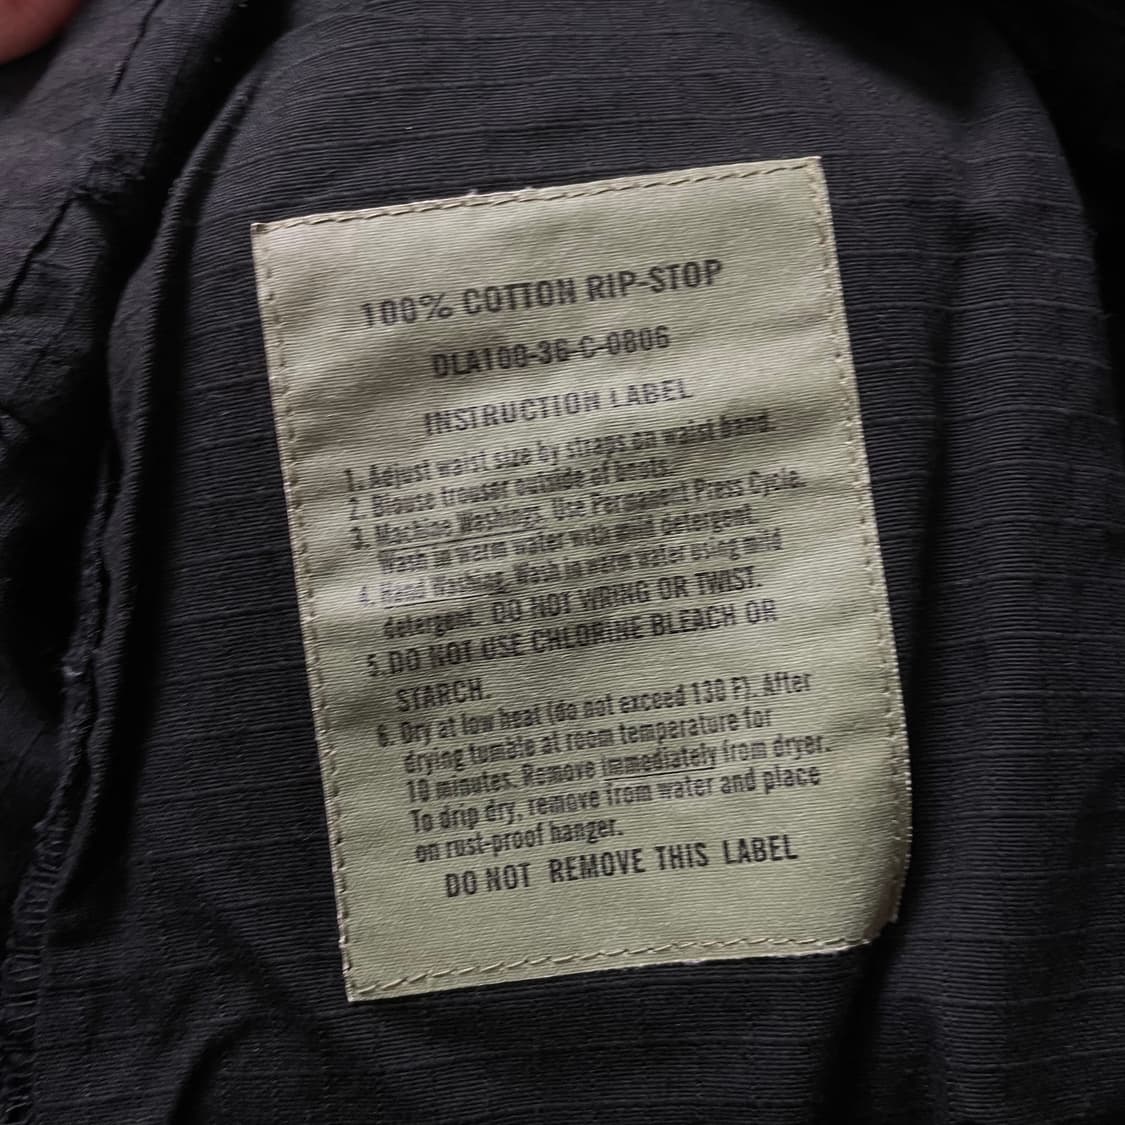 100% COTTON RIP-STOP
DLA100-36-C-0806
INSTRUCTION LABEL
1. Adjust waist size by straps on waist band.
2. Blouse trouser outside of boots.
3. Machine Washings. Use Permanent Press Cycle.
Wash in warm water with mild detergent.
4. Hand Washing. Wash in warm water using mild
detergent. DO NOT WRING OR TWIST.
5. DO NOT USE CHLORINE BLEACH OR
STARCH.
6. Dry at low heat (do not exceed 130 F). After
drying tumble at room temperature for
10 minutes. Remove immediately from dryer.
To drip dry, remove from water and place
on rust-proof hanger.
DO NOT REMOVE THIS LABEL